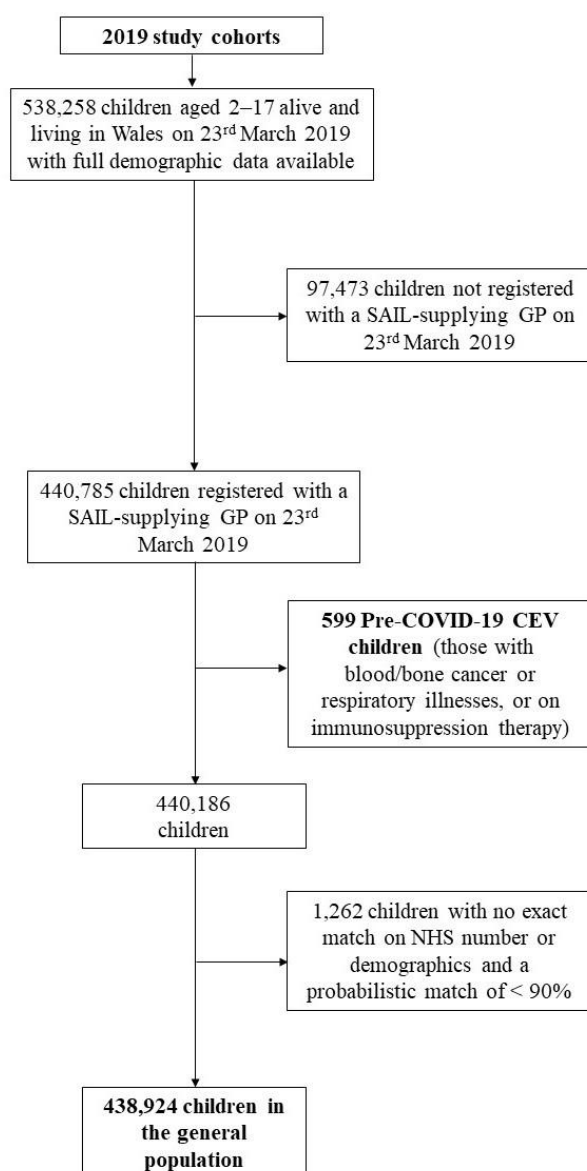 2019 study cohorts
538,258 children aged 2–17 alive and
living in Wales on 23rd March 2019
with full demographic data available
97,473 children not registered
with a SAIL-supplying GP on
23rd March 2019
440,785 children registered with a
SAIL-supplying GP on 23rd
March 2019
599 Pre-COVID-19 CEV
children (those with
blood/bone cancer or
respiratory illnesses, or on
immunosuppression therapy)
440,186
children
1,262 children with no exact
match on NHS number or
demographics and a
probabilistic match of < 90%
438,924 children in
the general
population